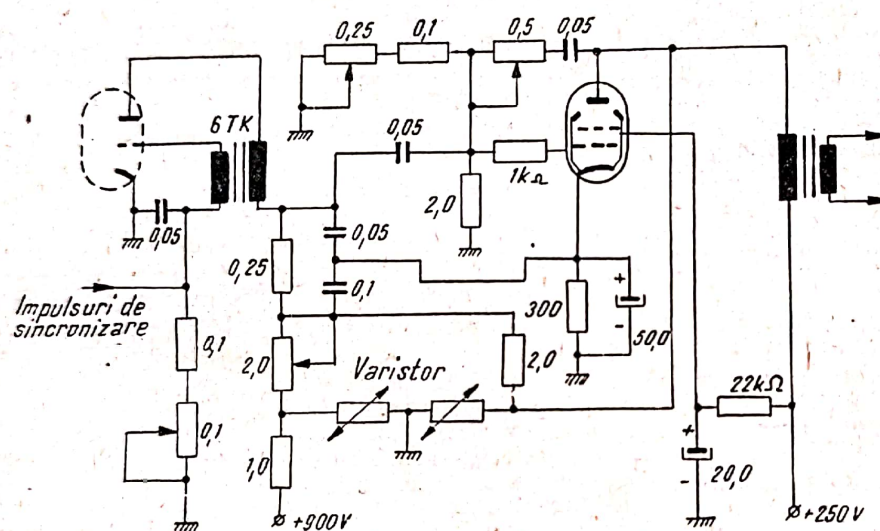 0,25
0,1
0,5
0,05
6TK
0,05
1kΩ
0,05
2,0
0,05
0,25
0,1
Impulsuri de
sincronizare
300
+
-
50,0
0,1
2,0
Varistor
2,0
22kΩ
0,1
1,0
+
-
20,0
+900V
+250V